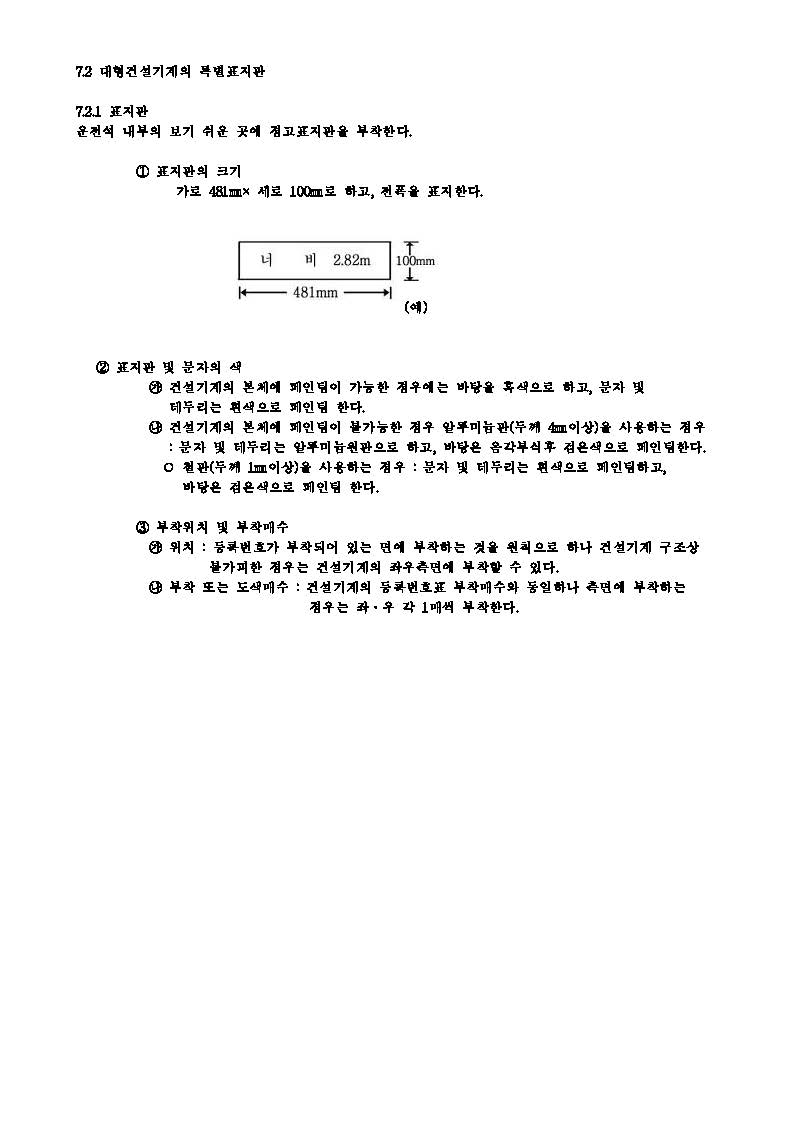 7.2 대형건설기계의 특별표지판
7.2.1 표지판
운전석 내부의 보기 쉬운 곳에 경고표지판을 부착한다.
① 표지판의 크기
가로 481㎜× 세로 100㎜로 하고, 전폭을 표지한다.
너 비 2.82m
100mm
481mm
(예)
② 표지판 및 문자의 색
㉮ 건설기계의 본체에 페인팅이 가능한 경우에는 바탕을 흑색으로 하고, 문자 및
테두리는 흰색으로 페인팅 한다.
㉯ 건설기계의 본체에 페인팅이 불가능한 경우 알루미늄판(두께 4㎜이상)을 사용하는 경우
: 문자 및 테두리는 알루미늄원판으로 하고, 바탕은 음각부식후 검은색으로 페인팅한다.
○ 철판(두께 1㎜이상)을 사용하는 경우 : 문자 및 테두리는 흰색으로 페인팅하고,
바탕은 검은색으로 페인팅 한다.
③ 부착위치 및 부착매수
㉮ 위치 : 등록번호가 부착되어 있는 면에 부착하는 것을 원칙으로 하나 건설기계 구조상
불가피한 경우는 건설기계의 좌우측면에 부착할 수 있다.
㉯ 부착 또는 도색매수 : 건설기계의 등록번호표 부착매수와 동일하나 측면에 부착하는
경우는 좌·우 각 1매씩 부착한다.